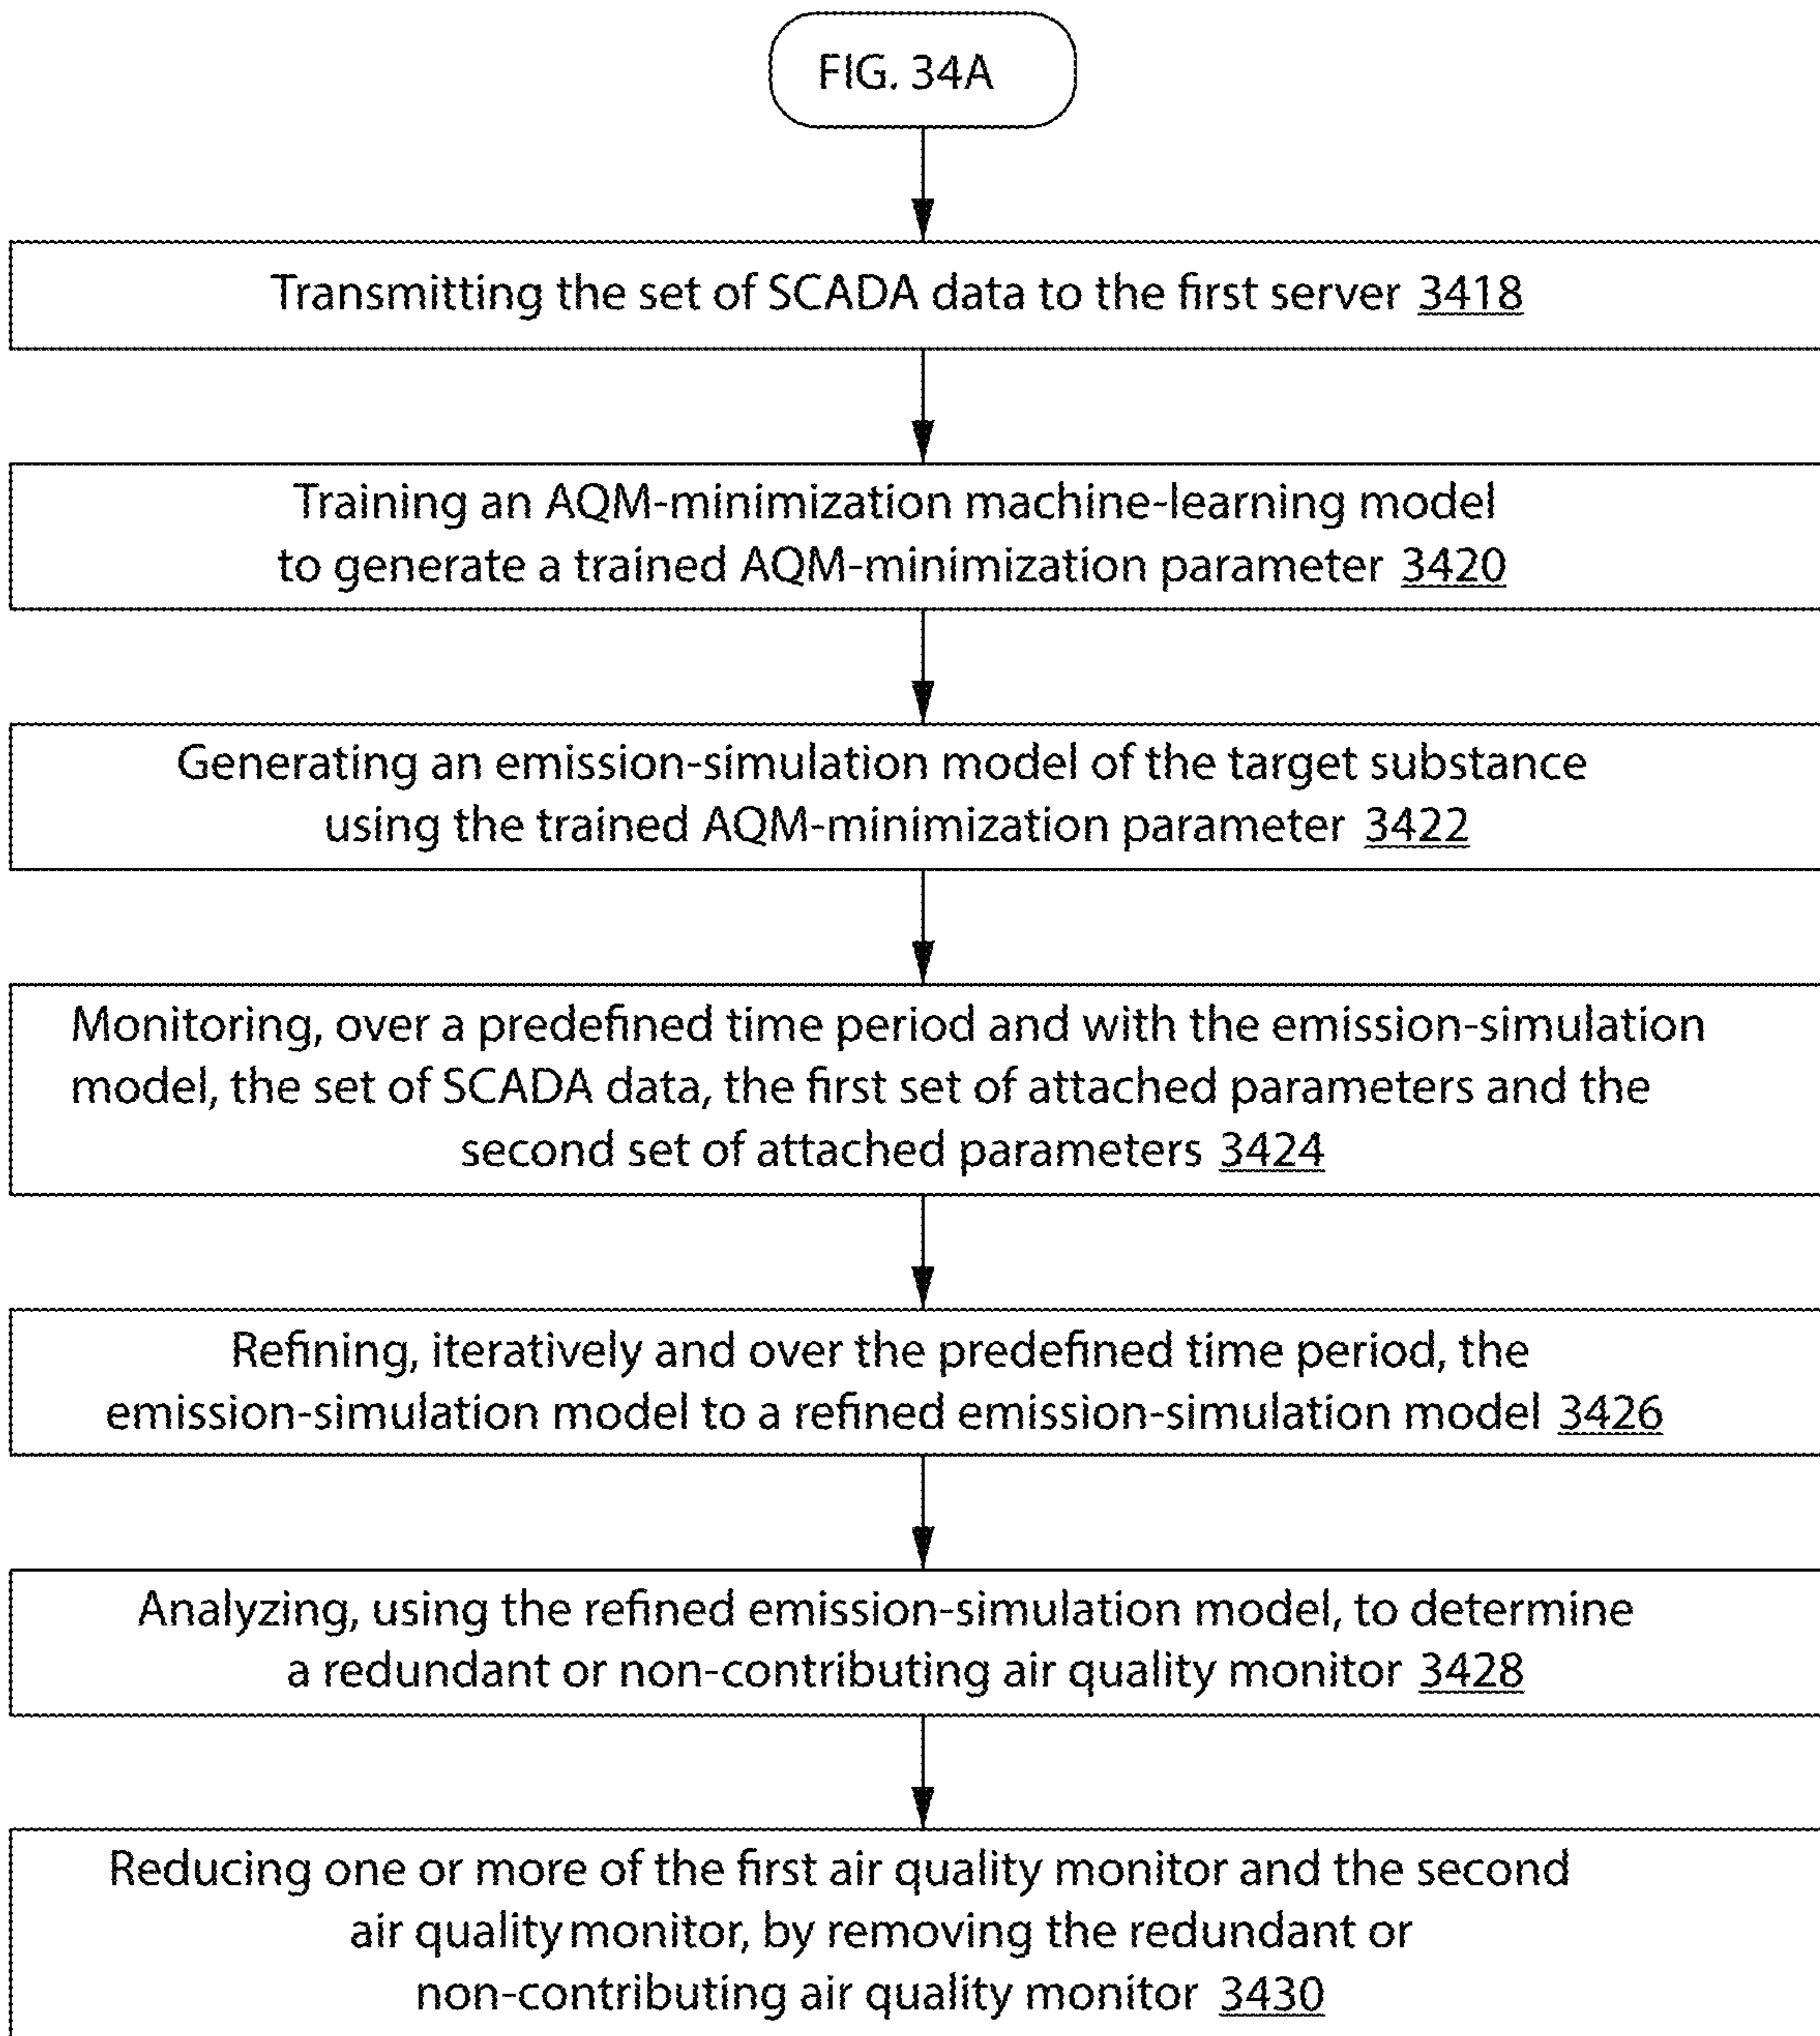 FIG. 34A
Transmitting the set of SCADA data to the first server 3418
Training an AQM-minimization machine-learning model
to generate a trained AQM-minimization parameter 3420
Generating an emission-simulation model of the target substance
using the trained AQM-minimization parameter 3422
Monitoring, over a predefined time period and with the emission-simulation
model, the set of SCADA data, the first set of attached parameters and the
second set of attached parameters 3424
Refining, iteratively and over the predefined time period, the
emission-simulation model to a refined emission-simulation model 3426
Analyzing, using the refined emission-simulation model, to determine
a redundant or non-contributing air quality monitor 3428
Reducing one or more of the first air quality monitor and the second
air quality monitor, by removing the redundant or
non-contributing air quality monitor 3430